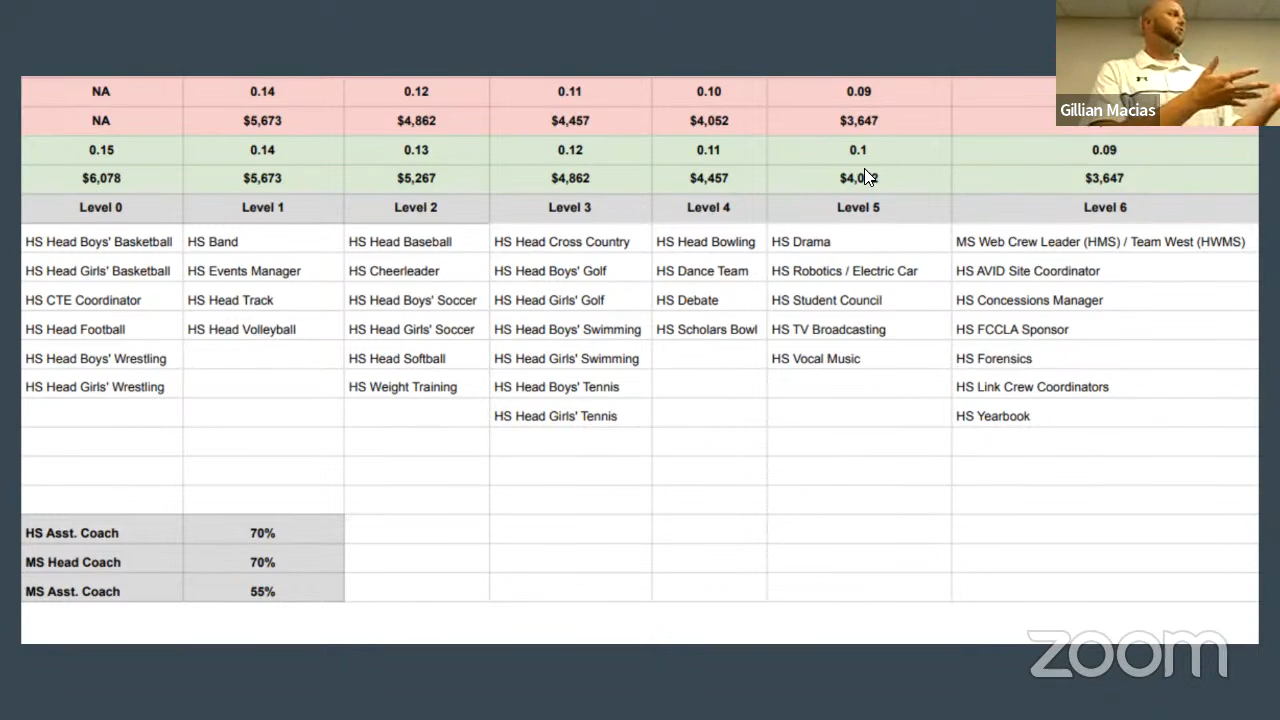 NA 0.14 0.12 0.11 0.10 0.09
NA $5,673 $4,862 $4,457 $4,052 $3,647
Gillian Macias
0.15 0.14 0.13 0.12 0.11 0.1 0.09
$6,078 $5,673 $5,267 $4,862 $4,457 $4,052 $3,647
Level 0 Level 1 Level 2 Level 3 Level 4 Level 5 Level 6
HS Head Boys' Basketball HS Band HS Head Baseball HS Head Cross Country HS Head Bowling HS Drama MS Web Crew Leader (HMS) / Team West (HWMS)
HS Head Girls' Basketball HS Events Manager HS Cheerleader HS Head Boys' Golf HS Dance Team HS Robotics / Electric Car HS AVID Site Coordinator
HS CTE Coordinator HS Head Track HS Head Boys' Soccer HS Head Girls' Golf HS Debate HS Student Council HS Concessions Manager
HS Head Football HS Head Volleyball HS Head Girls' Soccer HS Head Boys' Swimming HS Scholars Bowl HS TV Broadcasting HS FCCLA Sponsor
HS Head Boys' Wrestling HS Head Softball HS Head Girls' Swimming HS Vocal Music HS Forensics
HS Head Girls' Wrestling HS Weight Training HS Head Boys' Tennis HS Link Crew Coordinators
HS Head Girls' Tennis HS Yearbook
HS Asst. Coach 70%
MS Head Coach 70%
MS Asst. Coach 55%
zoom